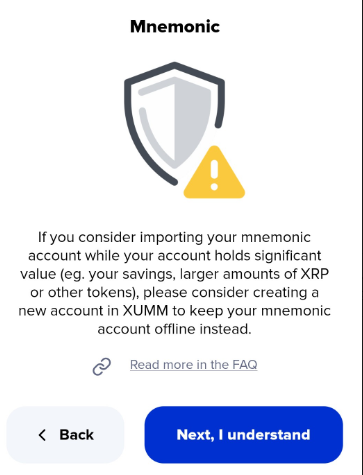 Mnemonic
If you consider importing your mnemonic
account while your account holds significant
value (eg. your savings, larger amounts of XRP
or other tokens), please consider creating a
new account in XUMM to keep your mnemonic
account offline instead.
Read more in the FAQ
Back
Next, I understand